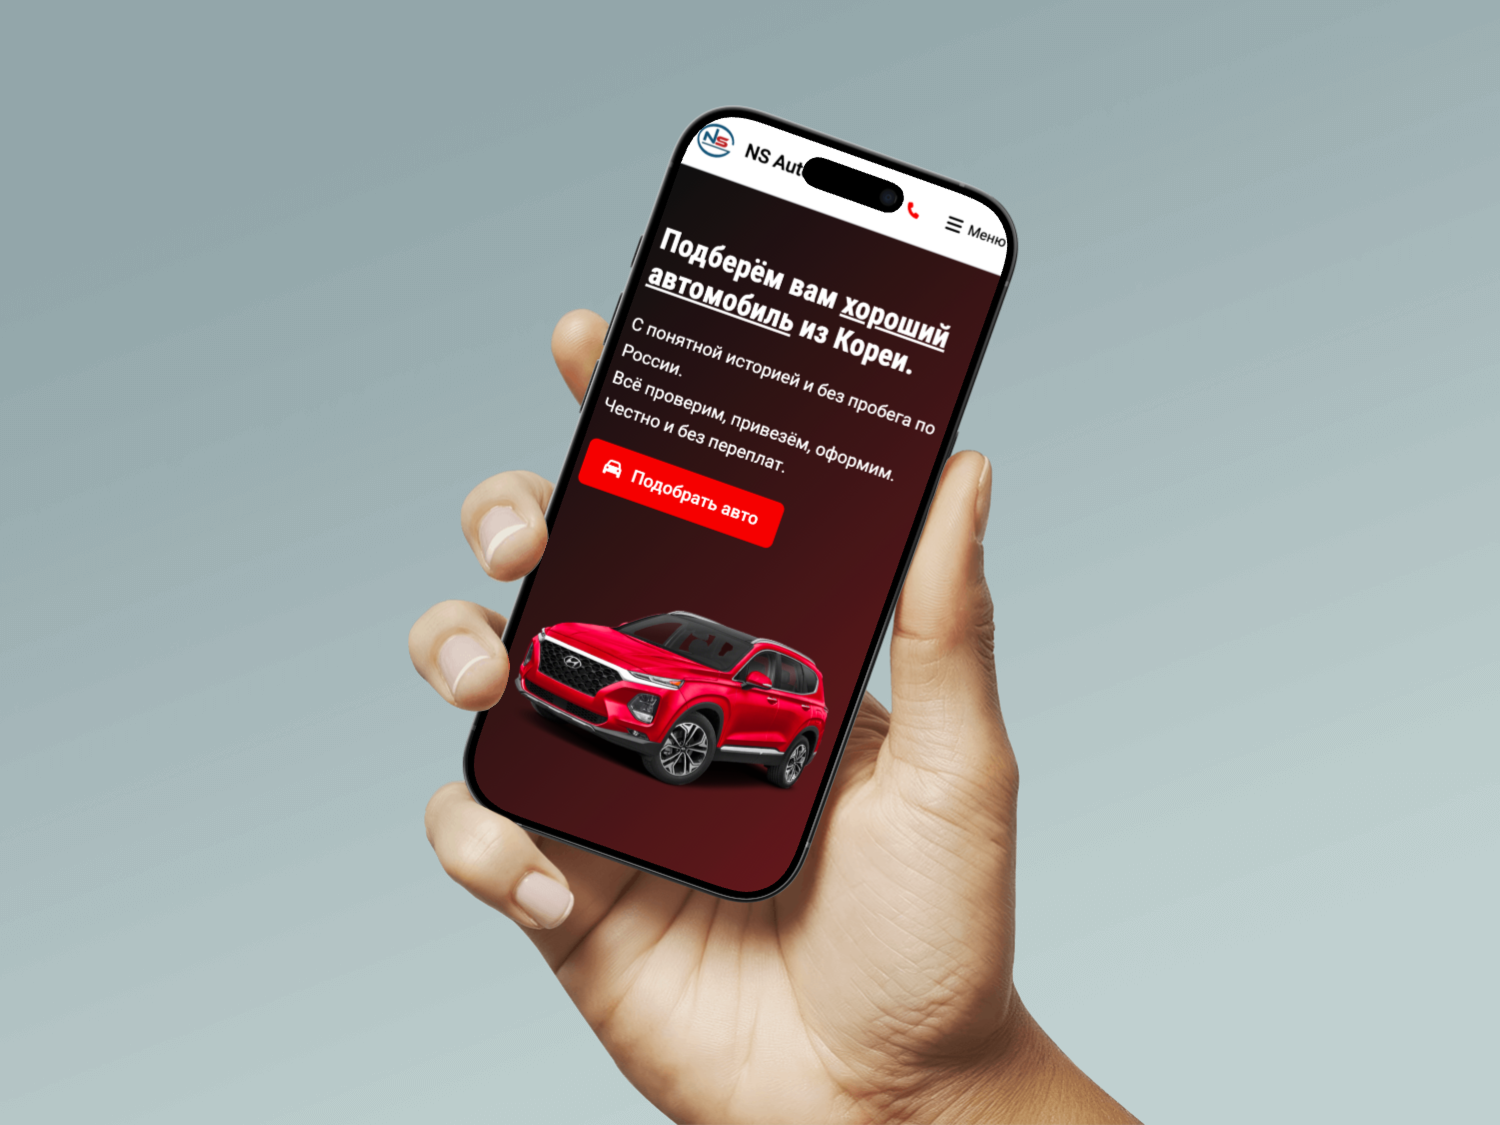 NS
NS Aut
Меню
Подберём вам хороший
автомобиль из Кореи.
С понятной историей и без пробега по
России.
Всё проверим, привезём, оформим.
Честно и без переплат.
Подобрать авто